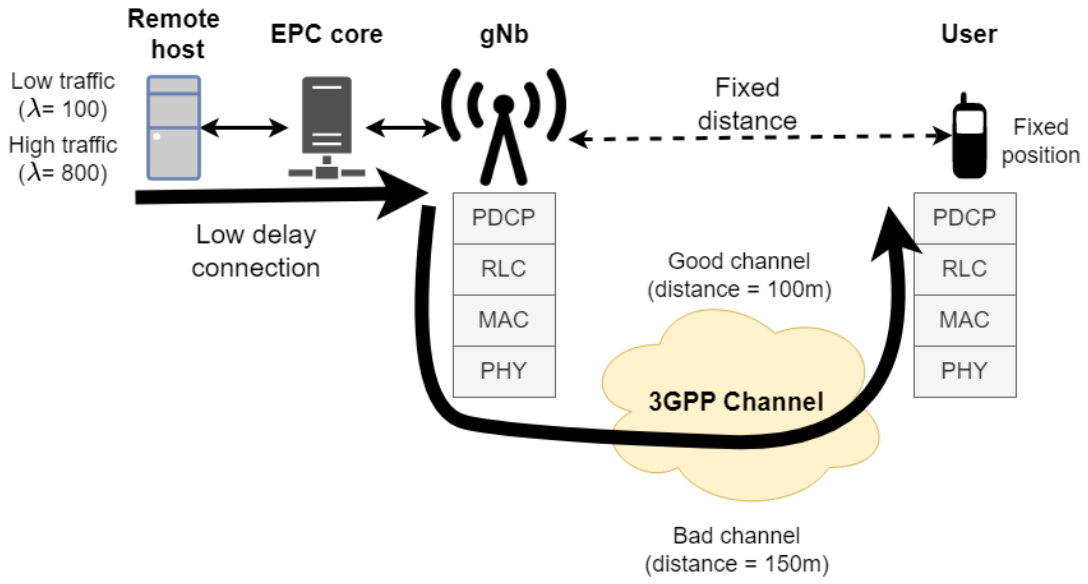 Remote
host
EPC core
gNb
User
Low traffic
(λ= 100)
High traffic
(λ= 800)
Fixed
distance
Fixed
position
Low delay
connection
PDCP
RLC
MAC
PHY
Good channel
(distance = 100m)
3GPP Channel
Bad channel
(distance = 150m)
PDCP
RLC
MAC
PHY